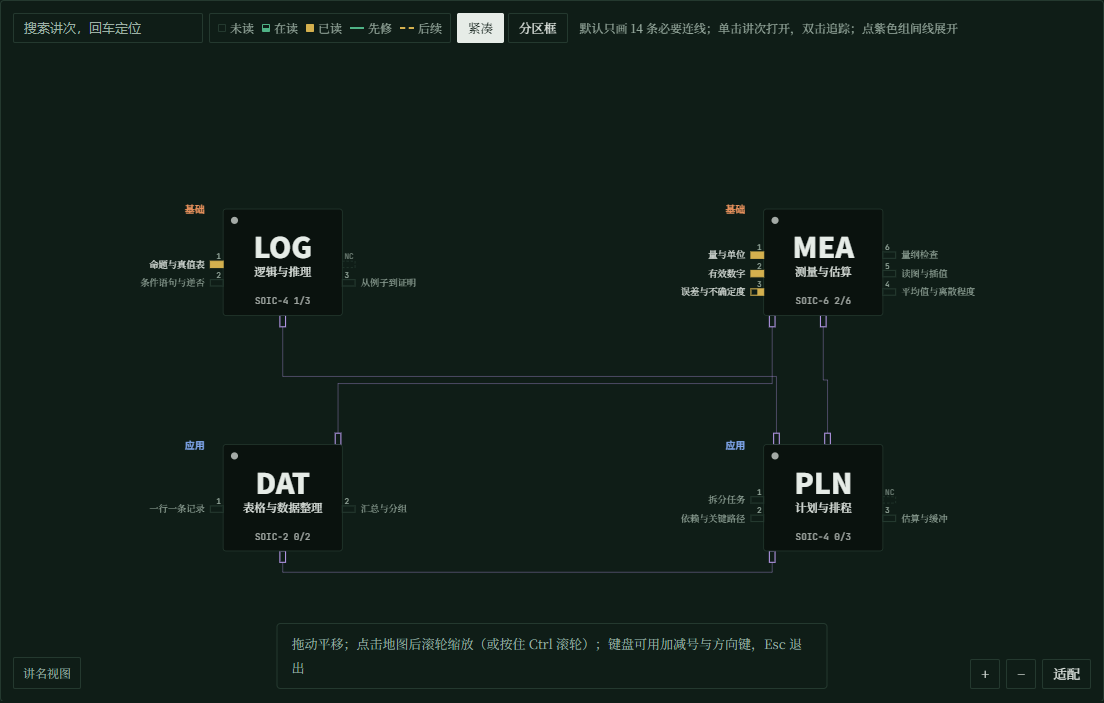 搜索讲次，回车定位
未读 在读 已读 先修 后续
紧凑
分区框
默认只画 14 条必要连线；单击讲次打开，双击追踪；点紫色组间线展开
基础
LOG
逻辑与推理
SOIC-4 1/3
1
命题与真值表
2
条件语句与逆否
NC
3
从例子到证明
基础
MEA
测量与估算
SOIC-6 2/6
1
量与单位
2
有效数字
3
误差与不确定度
6
量纲检查
5
读图与插值
4
平均值与离散程度
应用
DAT
表格与数据整理
SOIC-2 0/2
1
一行一条记录
2
汇总与分组
应用
PLN
计划与排程
SOIC-4 0/3
1
拆分任务
2
依赖与关键路径
NC
3
估算与缓冲
拖动平移；点击地图后滚轮缩放（或按住 Ctrl 滚轮）；键盘可用加减号与方向键，Esc 退
出
讲名视图
+
−
适配